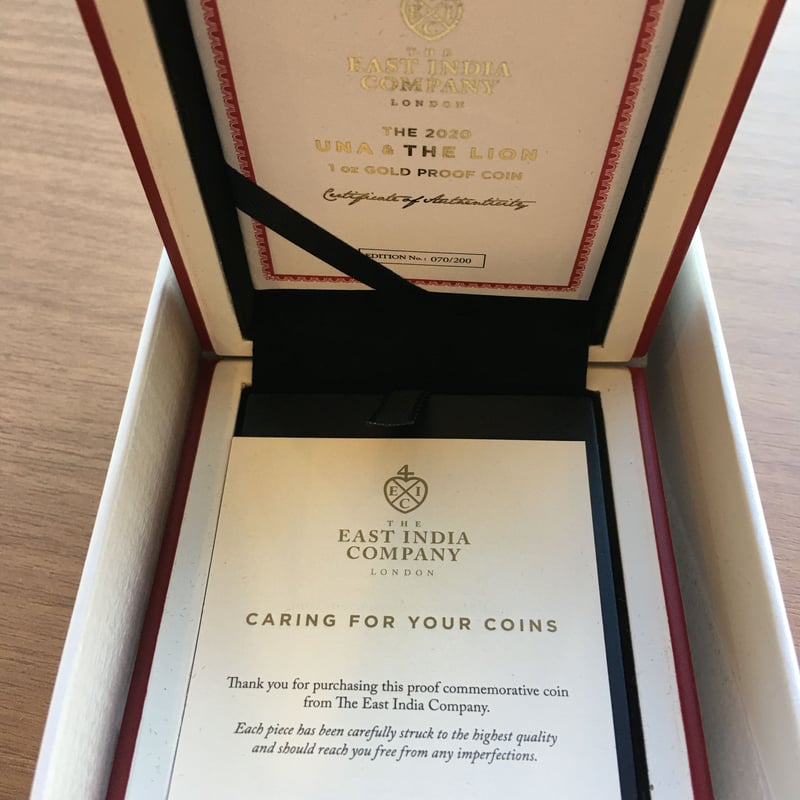 E I
C
THE
EAST INDIA
COMPANY
LONDON
THE 2020
UNA & THE LION
1 oz GOLD PROOF COIN
Certificate of Authenticity
EDITION No.: 070/200
4
E I
C
THE
EAST INDIA
COMPANY
LONDON
CARING FOR YOUR COINS
Thank you for purchasing this proof commemorative coin
from The East India Company.
Each piece has been carefully struck to the highest quality
and should reach you free from any imperfections.